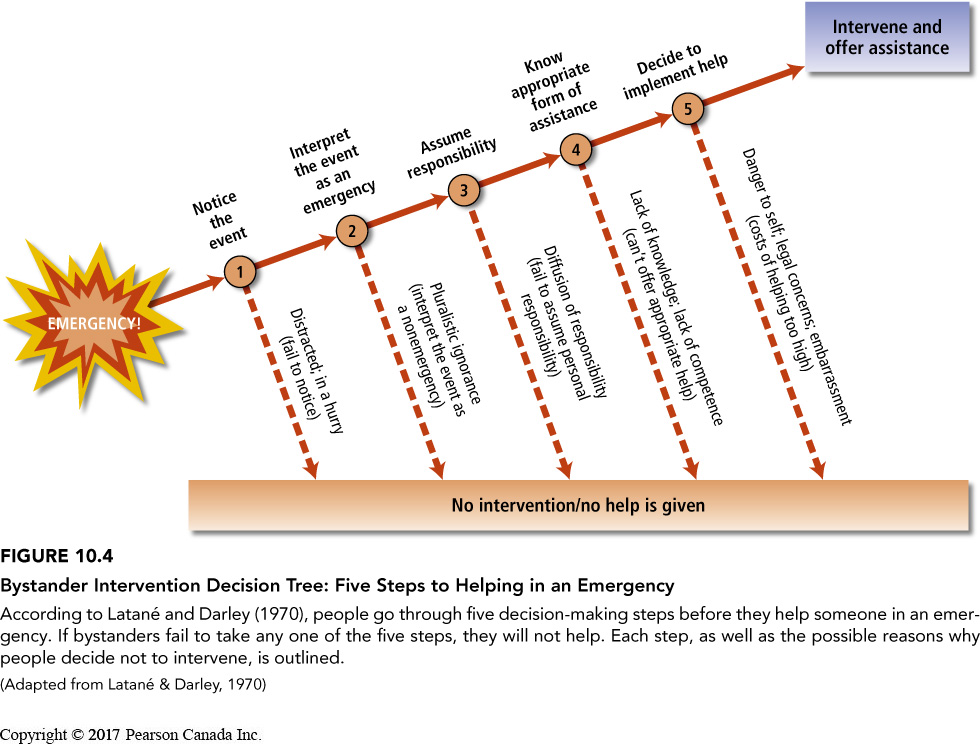 Intervene and
offer assistance
Know
appropriate
form of
assistance
Decide to
implement help
5
Interpret
the event
as an
emergency
Assume
responsibility
4
Notice
the
event
3
2
1
EMERGENCY!
Distracted; in a hurry
(fail to notice)
Pluralistic ignorance
(interpret the event as
a nonemergency)
Diffusion of responsibility
(fail to assume personal
responsibility)
Lack of knowledge; lack of competence
(can't offer appropriate help)
Danger to self; legal concerns; embarrassment
(costs of helping too high)
No intervention/no help is given
FIGURE 10.4
Bystander Intervention Decision Tree: Five Steps to Helping in an Emergency
According to Latané and Darley (1970), people go through five decision-making steps before they help someone in an emer-
gency. If bystanders fail to take any one of the five steps, they will not help. Each step, as well as the possible reasons why
people decide not to intervene, is outlined.
(Adapted from Latané & Darley, 1970)
Copyright © 2017 Pearson Canada Inc.